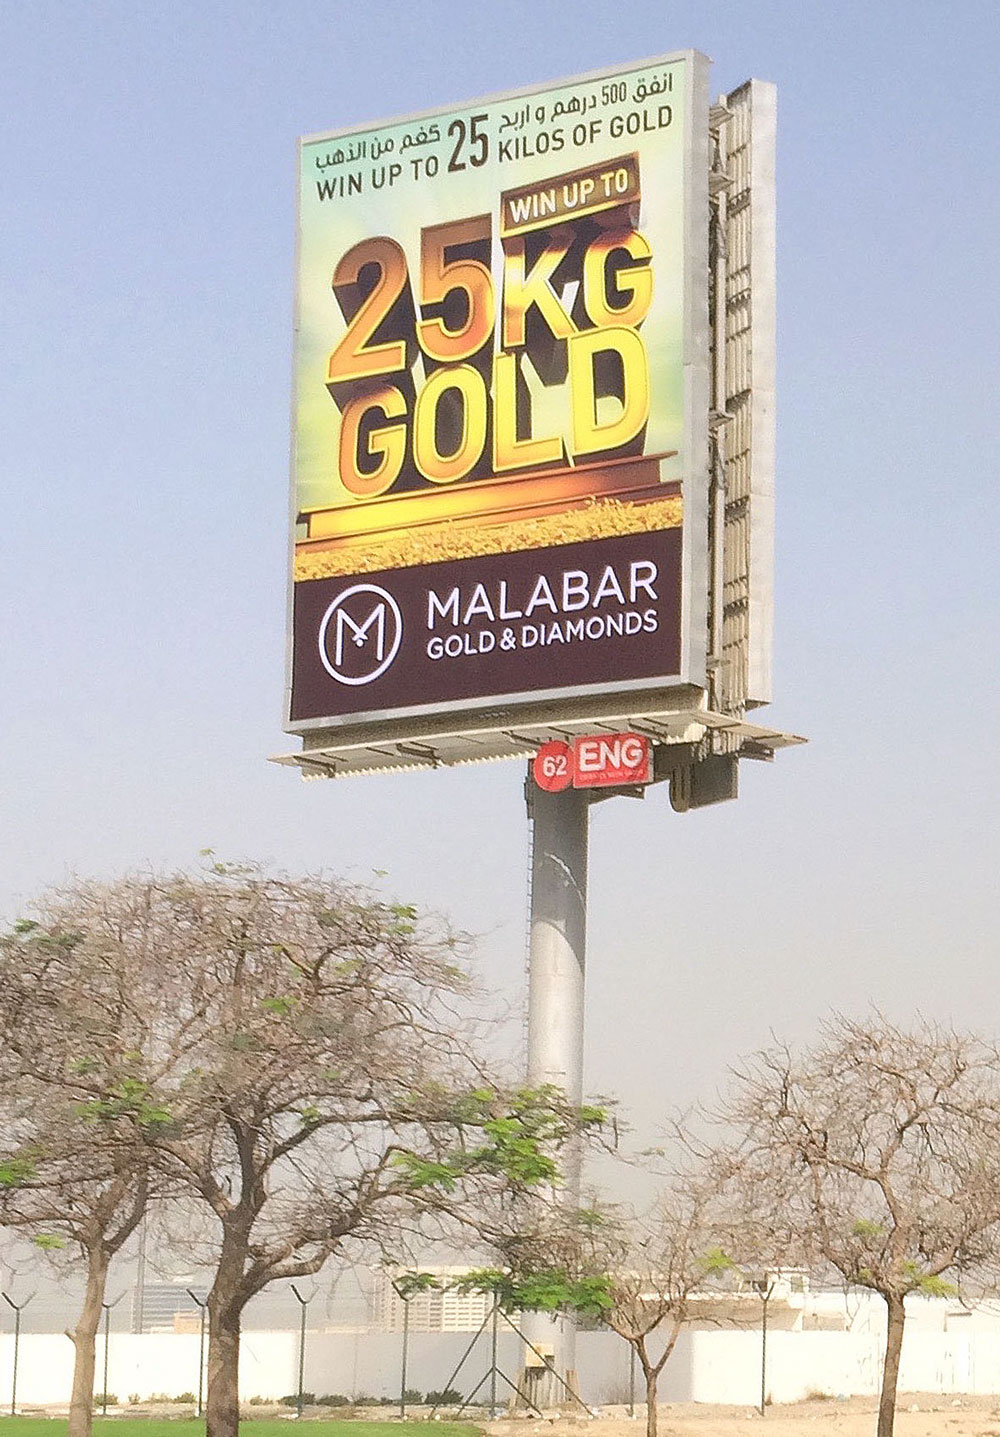 انفق 500 درهم و اربح 25 كغم من الذهب
WIN UP TO 25 KILOS OF GOLD
WIN UP TO
25KG
GOLD
M MALABAR
GOLD & DIAMONDS
62 ENG